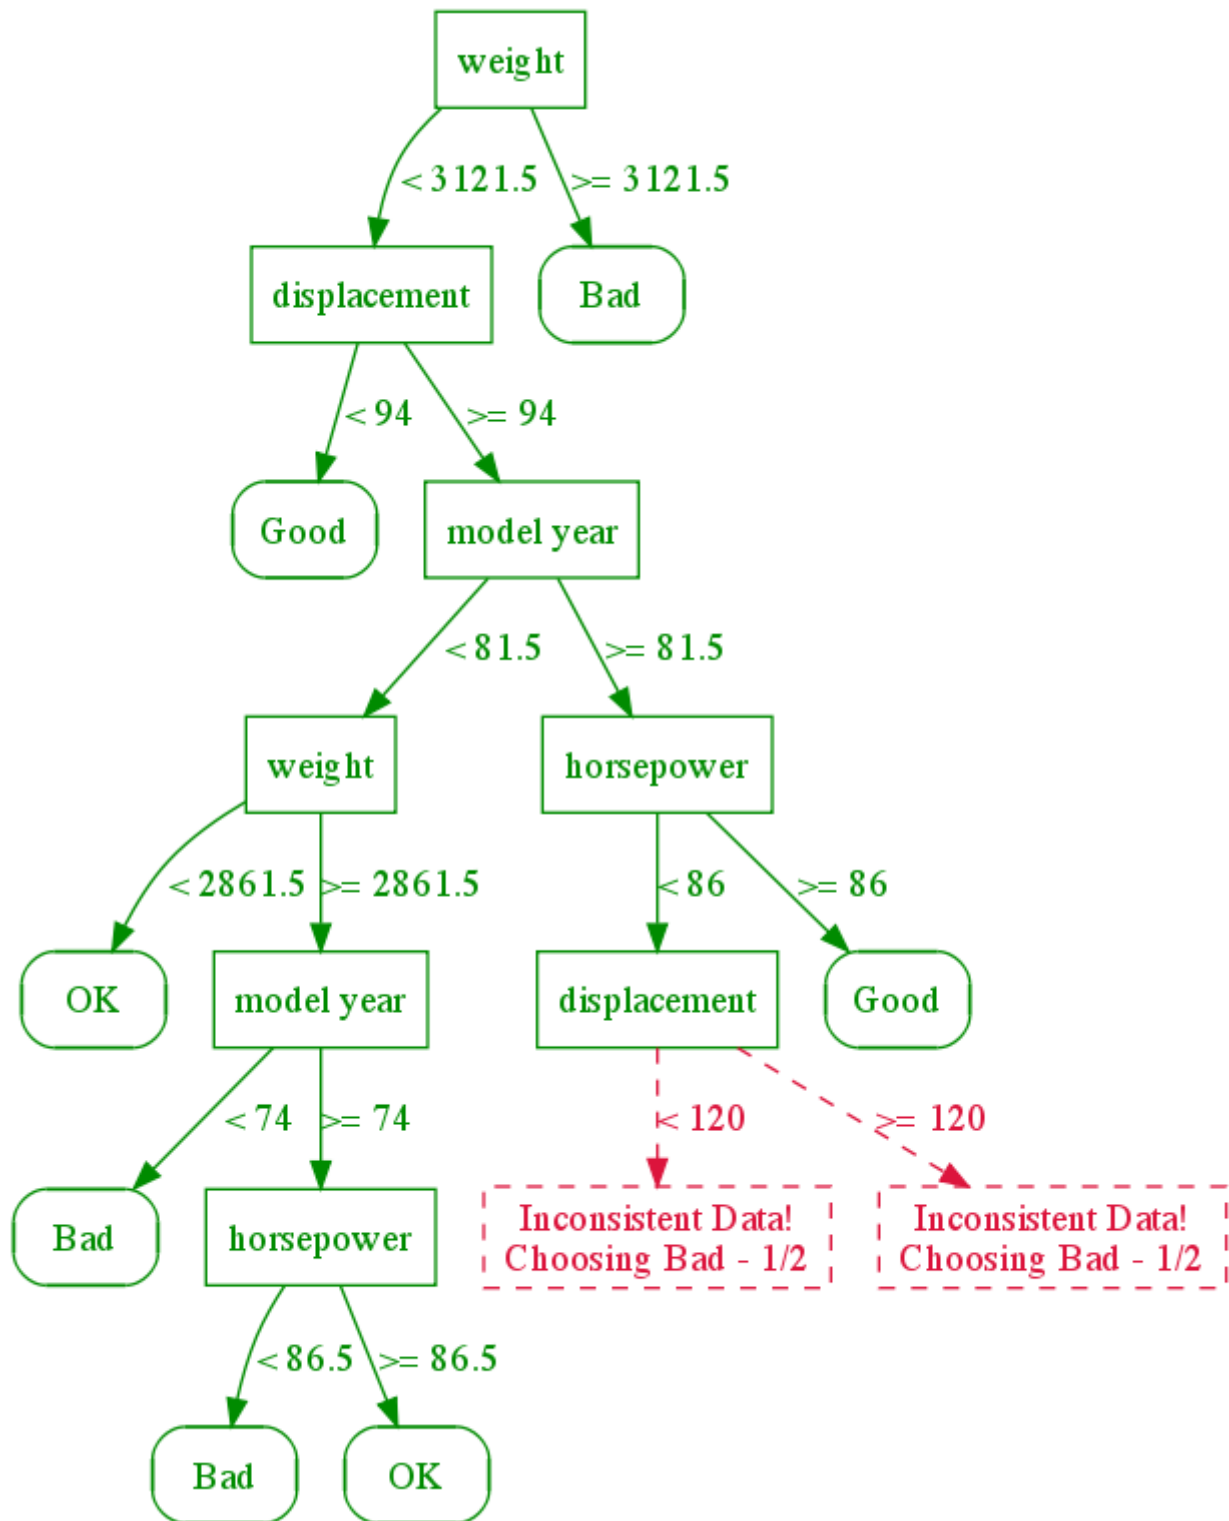 weight
< 3121.5
>= 3121.5
displacement
Bad
< 94
>= 94
Good
model year
< 81.5
>= 81.5
weight
horsepower
< 2861.5
>= 2861.5
< 86
>= 86
OK
model year
displacement
Good
< 74
>= 74
< 120
>= 120
Bad
horsepower
Inconsistent Data!
Choosing Bad - 1/2
Inconsistent Data!
Choosing Bad - 1/2
< 86.5
>= 86.5
Bad
OK